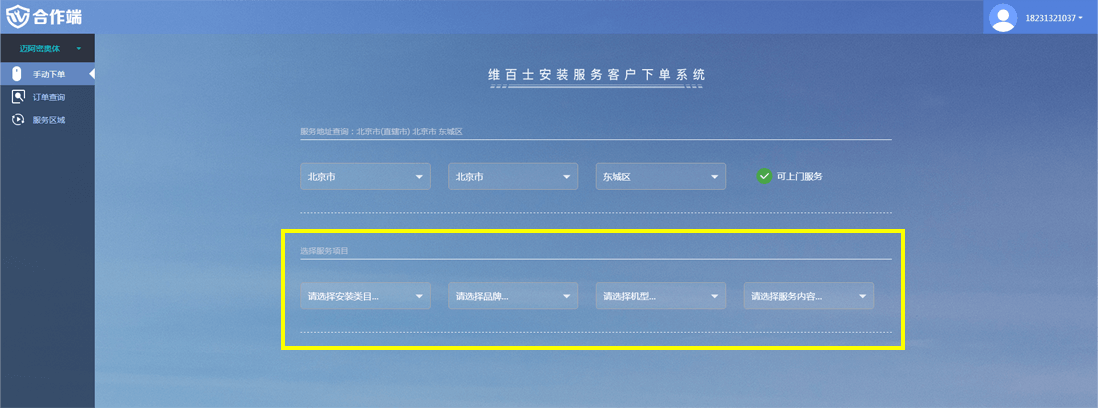 合作端
18231321037
迈阿密奥体
手动下单
订单查询
服务区域
维百士安装服务客户下单系统
服务地址查询：北京市(直辖市) 北京市 东城区
北京市 北京市 东城区 可上门服务
选择服务项目
请选择安装类目... 请选择品牌... 请选择机型... 请选择服务内容...